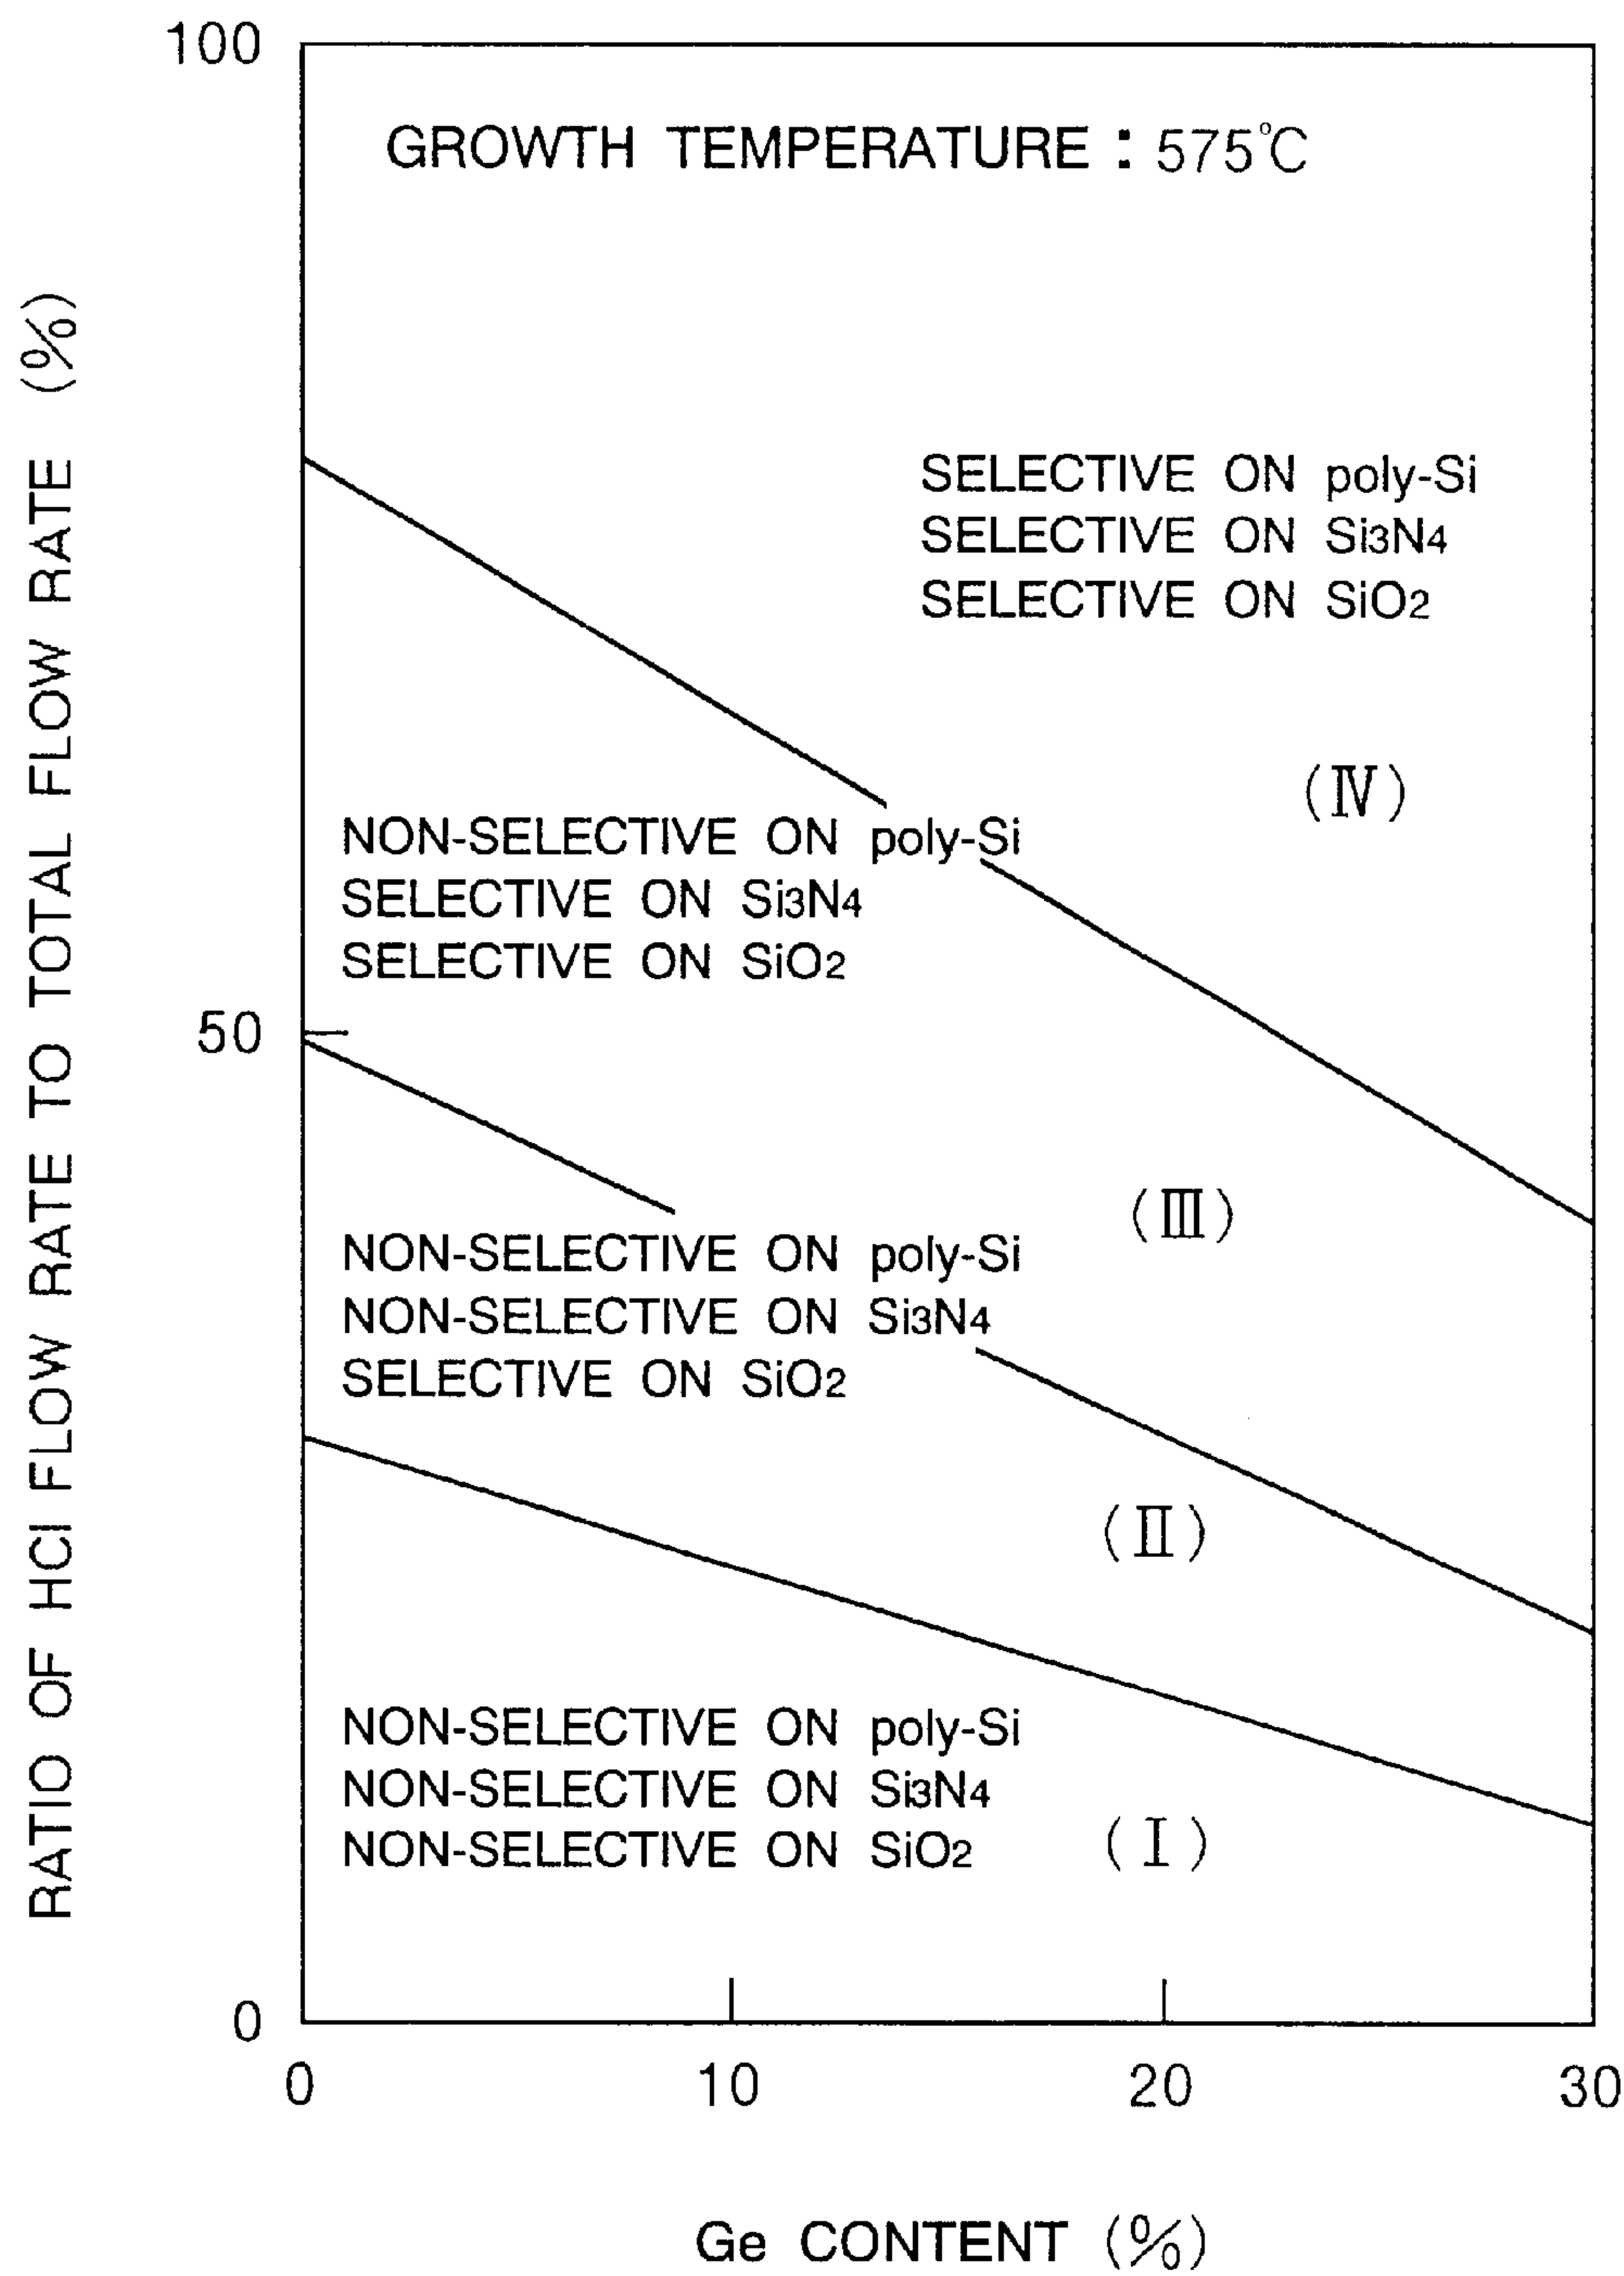 RATIO OF HCl FLOW RATE TO TOTAL FLOW RATE (%)
100
GROWTH TEMPERATURE : 575°C
SELECTIVE ON poly-Si
SELECTIVE ON Si3N4
SELECTIVE ON SiO2
(Ⅳ)
NON-SELECTIVE ON poly-Si
SELECTIVE ON Si3N4
SELECTIVE ON SiO2
50
(Ⅲ)
NON-SELECTIVE ON poly-Si
NON-SELECTIVE ON Si3N4
SELECTIVE ON SiO2
(Ⅱ)
NON-SELECTIVE ON poly-Si
NON-SELECTIVE ON Si3N4
NON-SELECTIVE ON SiO2
(Ⅰ)
0
0 10 20 30
Ge CONTENT (%)